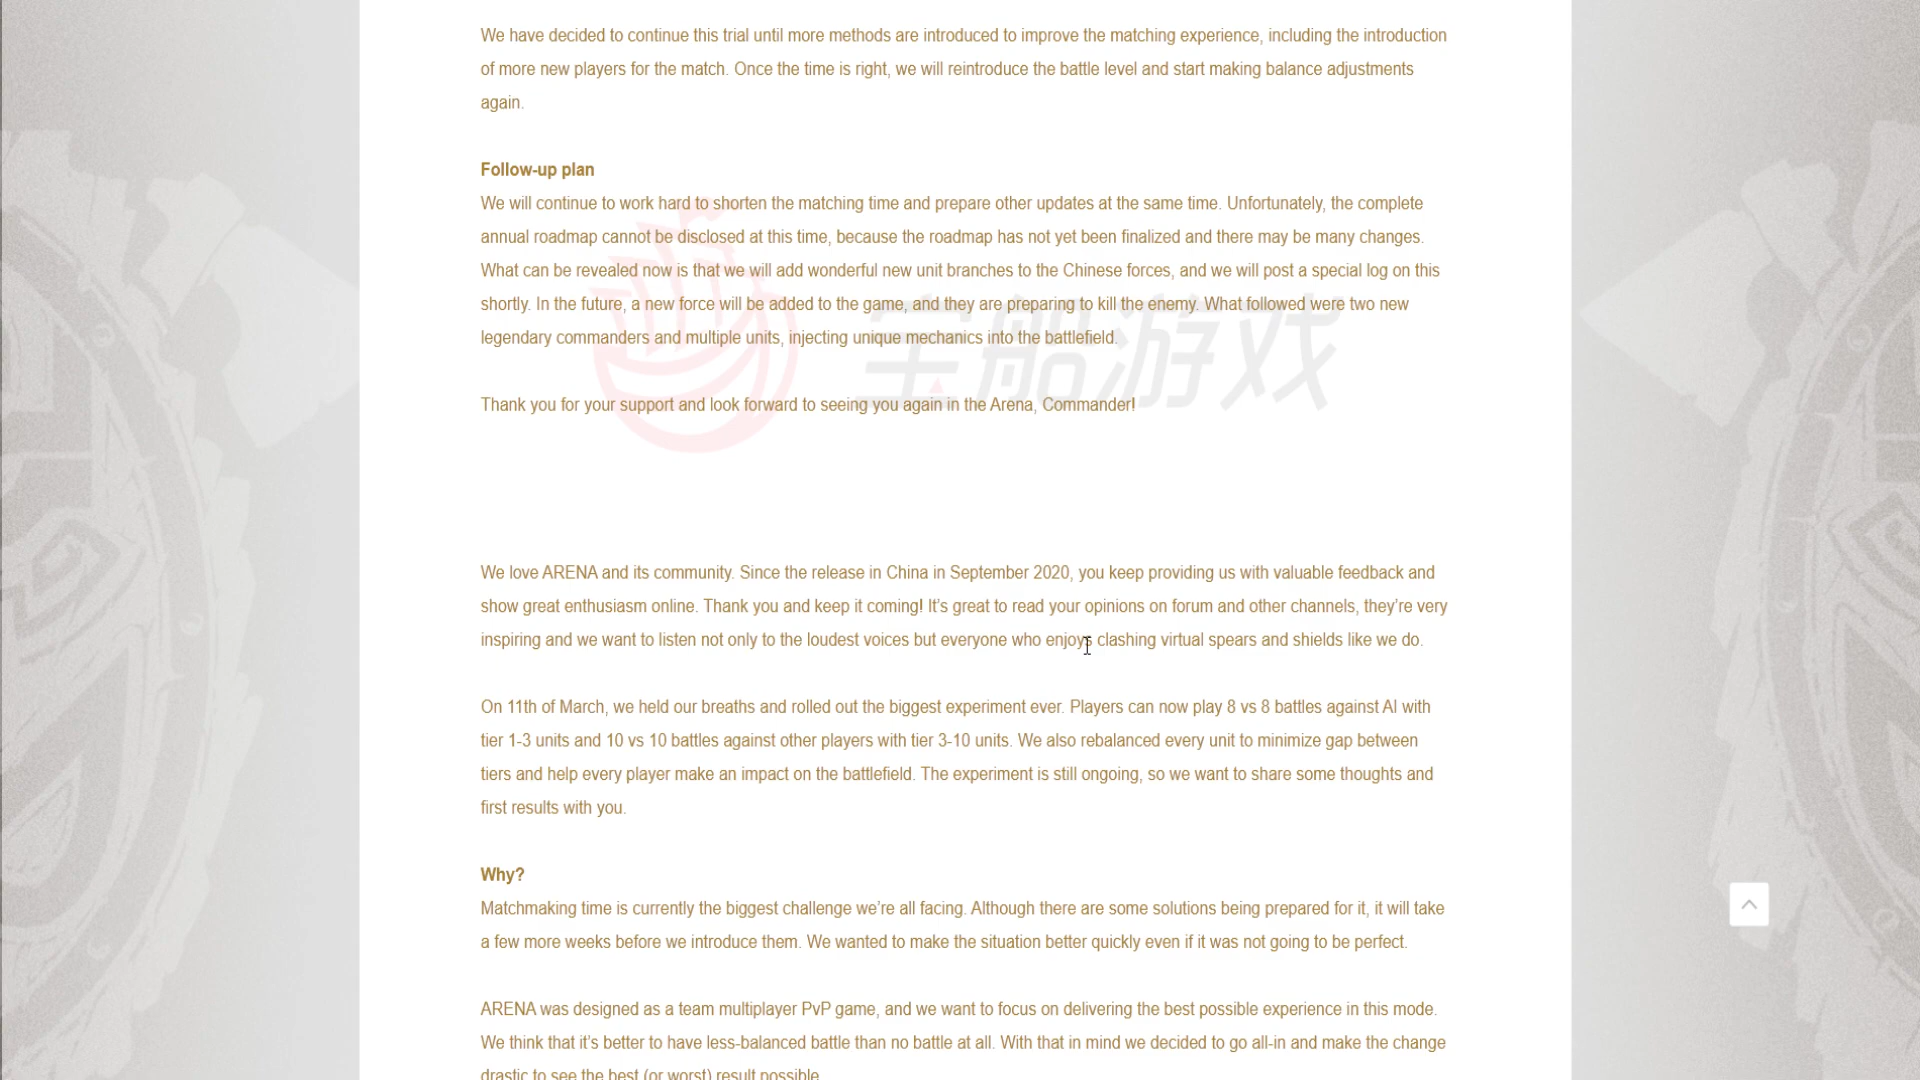 We have decided to continue this trial until more methods are introduced to improve the matching experience, including the introduction
of more new players for the match. Once the time is right, we will reintroduce the battle level and start making balance adjustments
again.
Follow-up plan
We will continue to work hard to shorten the matching time and prepare other updates at the same time. Unfortunately, the complete
annual roadmap cannot be disclosed at this time, because the roadmap has not yet been finalized and there may be many changes.
What can be revealed now is that we will add wonderful new unit branches to the Chinese forces, and we will post a special log on this
shortly. In the future, a new force will be added to the game, and they are preparing to kill the enemy. What followed were two new
legendary commanders and multiple units, injecting unique mechanics into the battlefield.
宝船游戏
Thank you for your support and look forward to seeing you again in the Arena, Commander!
We love ARENA and its community. Since the release in China in September 2020, you keep providing us with valuable feedback and
show great enthusiasm online. Thank you and keep it coming! It’s great to read your opinions on forum and other channels, they’re very
inspiring and we want to listen not only to the loudest voices but everyone who enjoys clashing virtual spears and shields like we do.
On 11th of March, we held our breaths and rolled out the biggest experiment ever. Players can now play 8 vs 8 battles against AI with
tier 1-3 units and 10 vs 10 battles against other players with tier 3-10 units. We also rebalanced every unit to minimize gap between
tiers and help every player make an impact on the battlefield. The experiment is still ongoing, so we want to share some thoughts and
first results with you.
Why?
Matchmaking time is currently the biggest challenge we’re all facing. Although there are some solutions being prepared for it, it will take
a few more weeks before we introduce them. We wanted to make the situation better quickly even if it was not going to be perfect.
ARENA was designed as a team multiplayer PvP game, and we want to focus on delivering the best possible experience in this mode.
We think that it’s better to have less-balanced battle than no battle at all. With that in mind we decided to go all-in and make the change
drastic to see the best (or worst) result possible.